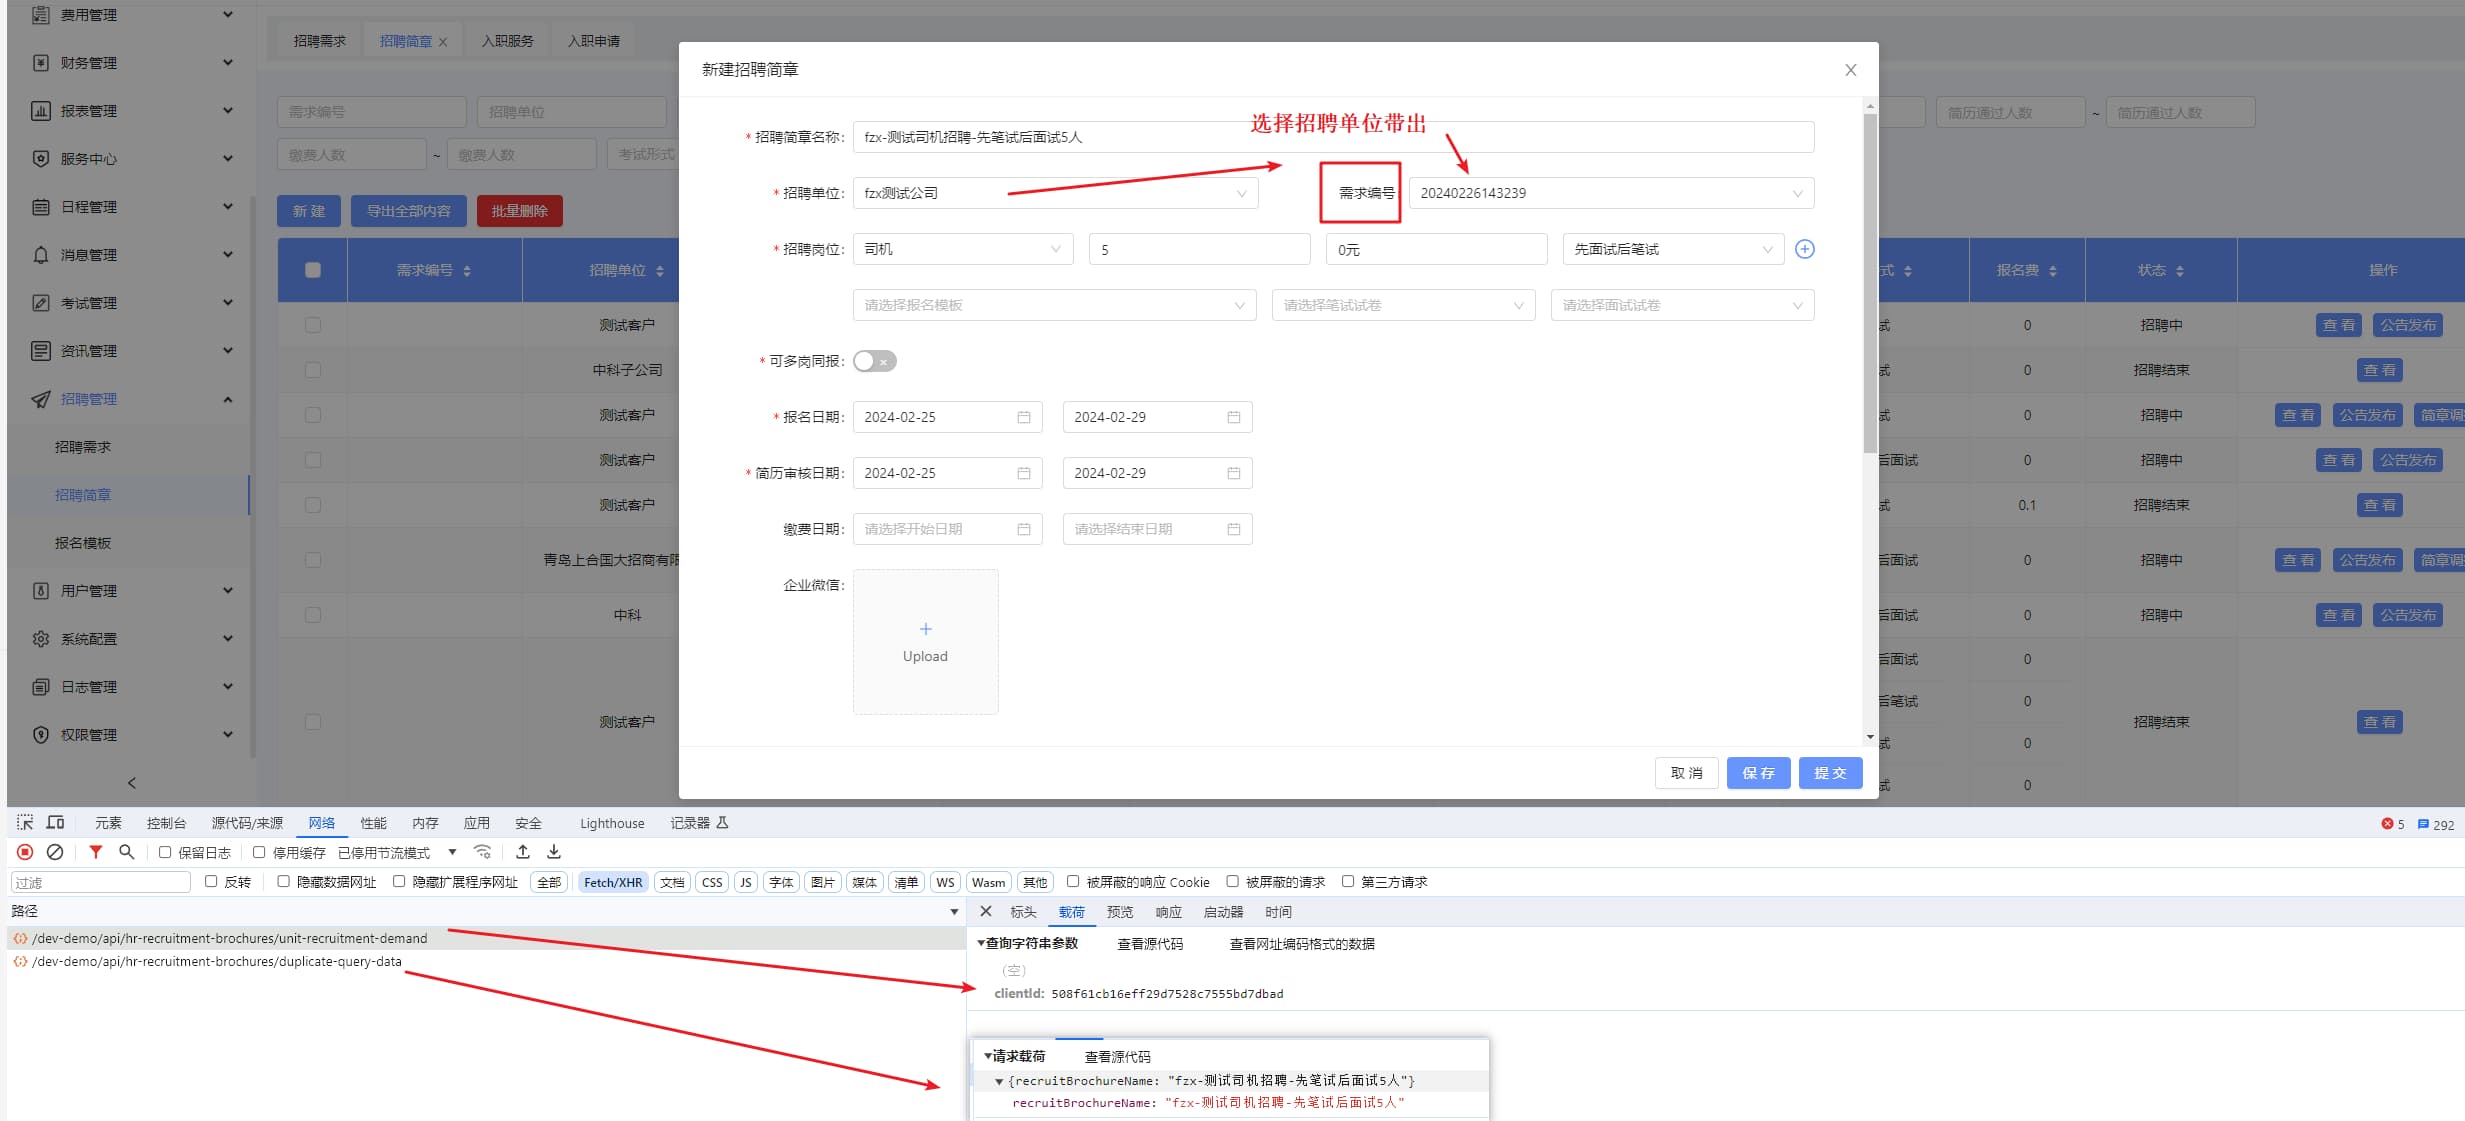 费用管理
财务管理
报表管理
服务中心
日程管理
消息管理
考试管理
资讯管理
招聘管理
招聘需求
招聘简章
报名模板
用户管理
系统配置
日志管理
权限管理
招聘需求 招聘简章 入职服务 入职申请
需求编号 招聘单位 简历通过人数 ~ 简历通过人数
缴费人数 ~ 缴费人数 考试形式
新 建 导出全部内容 批量删除
需求编号 招聘单位 式 报名费 状态 操作
测试客户 试 0 招聘中 查 看 公告发布
中科子公司 试 0 招聘结束 查 看
测试客户 试 0 招聘中 查 看 公告发布 简章调
测试客户 后面试 0 招聘中 查 看 公告发布
测试客户 试 0.1 招聘结束 查 看
青岛上合国大招商有限 后面试 0 招聘中 查 看 公告发布 简章调
中科 后面试 0 招聘中 查 看 公告发布
后面试 0
后笔试 0
测试客户 招聘结束 查 看
试 0
试 0
新建招聘简章
选择招聘单位带出
* 招聘简章名称: fzx-测试司机招聘-先笔试后面试5人
* 招聘单位: fzx测试公司 需求编号 20240226143239
* 招聘岗位: 司机 5 0元 先面试后笔试
请选择报名模板 请选择笔试试卷 请选择面试试卷
* 可多岗同报:
* 报名日期: 2024-02-25 2024-02-29
* 简历审核日期: 2024-02-25 2024-02-29
缴费日期: 请选择开始日期 请选择结束日期
企业微信:
+
Upload
取 消 保 存 提 交
元素 控制台 源代码/来源 网络 性能 内存 应用 安全 Lighthouse 记录器 5 292
保留日志 停用缓存 已停用节流模式
过滤 反转 隐藏数据网址 隐藏扩展程序网址 全部 Fetch/XHR 文档 CSS JS 字体 图片 媒体 清单 WS Wasm 其他 被屏蔽的响应 Cookie 被屏蔽的请求 第三方请求
路径
/dev-demo/api/hr-recruitment-brochures/unit-recruitment-demand
/dev-demo/api/hr-recruitment-brochures/duplicate-query-data
标头 载荷 预览 响应 启动器 时间
查询字符串参数 查看源代码 查看网址编码格式的数据
（空）
clientId: 508f61cb16eff29d7528c7555bd7dbad
请求载荷 查看源代码
{recruitBrochureName: "fzx-测试司机招聘-先笔试后面试5人"}
recruitBrochureName: "fzx-测试司机招聘-先笔试后面试5人"